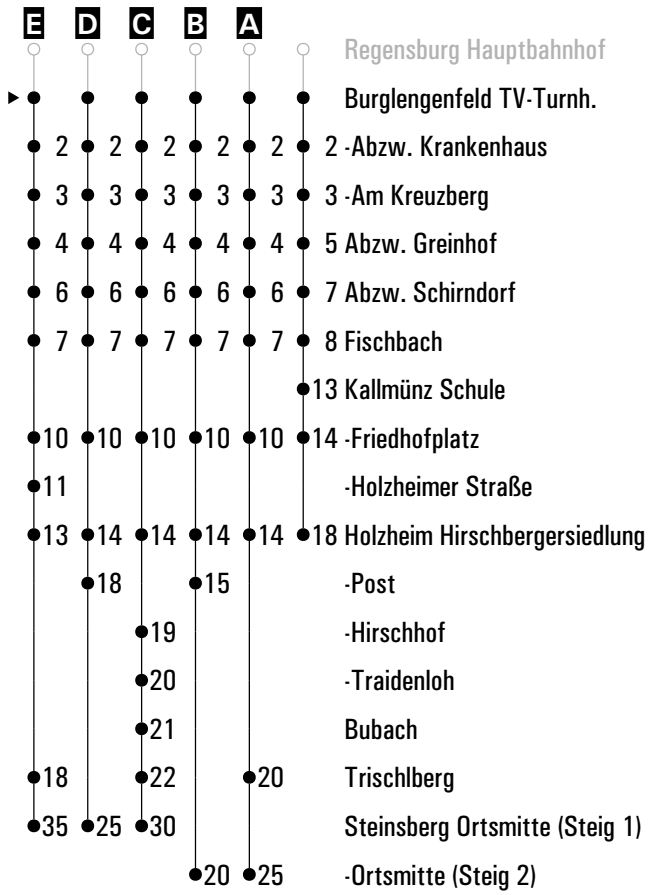 E D C B A
Regensburg Hauptbahnhof
Burglengenfeld TV-Turnh.
2 2 2 2 2 2 -Abzw. Krankenhaus
3 3 3 3 3 3 -Am Kreuzberg
4 4 4 4 4 5 Abzw. Greinhof
6 6 6 6 6 7 Abzw. Schirndorf
7 7 7 7 7 8 Fischbach
13 Kallmünz Schule
10 10 10 10 10 14 -Friedhofplatz
11 -Holzheimer Straße
13 14 14 14 14 18 Holzheim Hirschbergersiedlung
18 15 -Post
19 -Hirschhof
20 -Traidenloh
21 Bubach
18 22 20 Trischlberg
35 25 30 Steinsberg Ortsmitte (Steig 1)
20 25 -Ortsmitte (Steig 2)